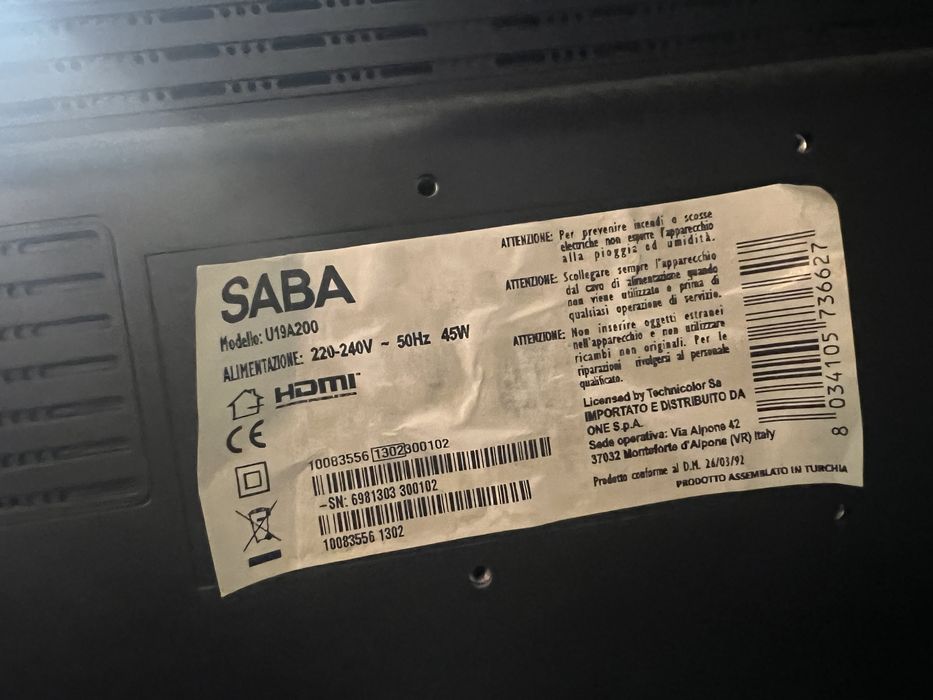 SABA
Modello: U19A200
ALIMENTAZIONE: 220-240V ~ 50Hz 45W
HDMI™
CE
10083556 1302 300102
-SN: 6981303 300102
10083556 1302
ATTENZIONE: Per prevenire incendi o scosse
elettriche non esporre l'apparecchio
alla pioggia ed umidità.
ATTENZIONE: Scollegare sempre l'apparecchio
dal cavo di alimentazione quando
non viene utilizzato o prima di
qualsiasi operazione di servizio.
ATTENZIONE: Non inserire oggetti estranei
nell'apparecchio e non utilizzare
ricambi non originali. Per le
riparazioni rivolgersi al personale
qualificato.
Licensed by Technicolor Sa
IMPORTATO E DISTRIBUITO DA
ONE S.p.A.
Sede operativa: Via Alpone 42
37032 Monteforte d'Alpone (VR) Italy
Prodotto conforme al D.M. 26/03/92
PRODOTTO ASSEMBLATO IN TURCHIA
8 034105 736627